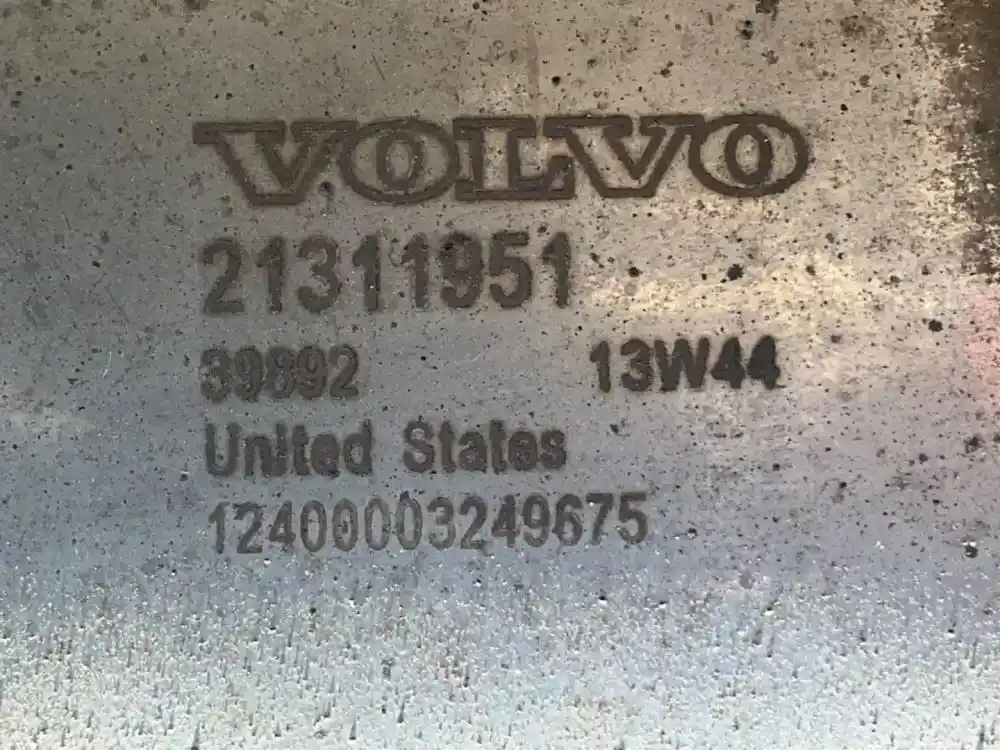 VOLVO
21311951
39892 13W44
United States
12400003249675